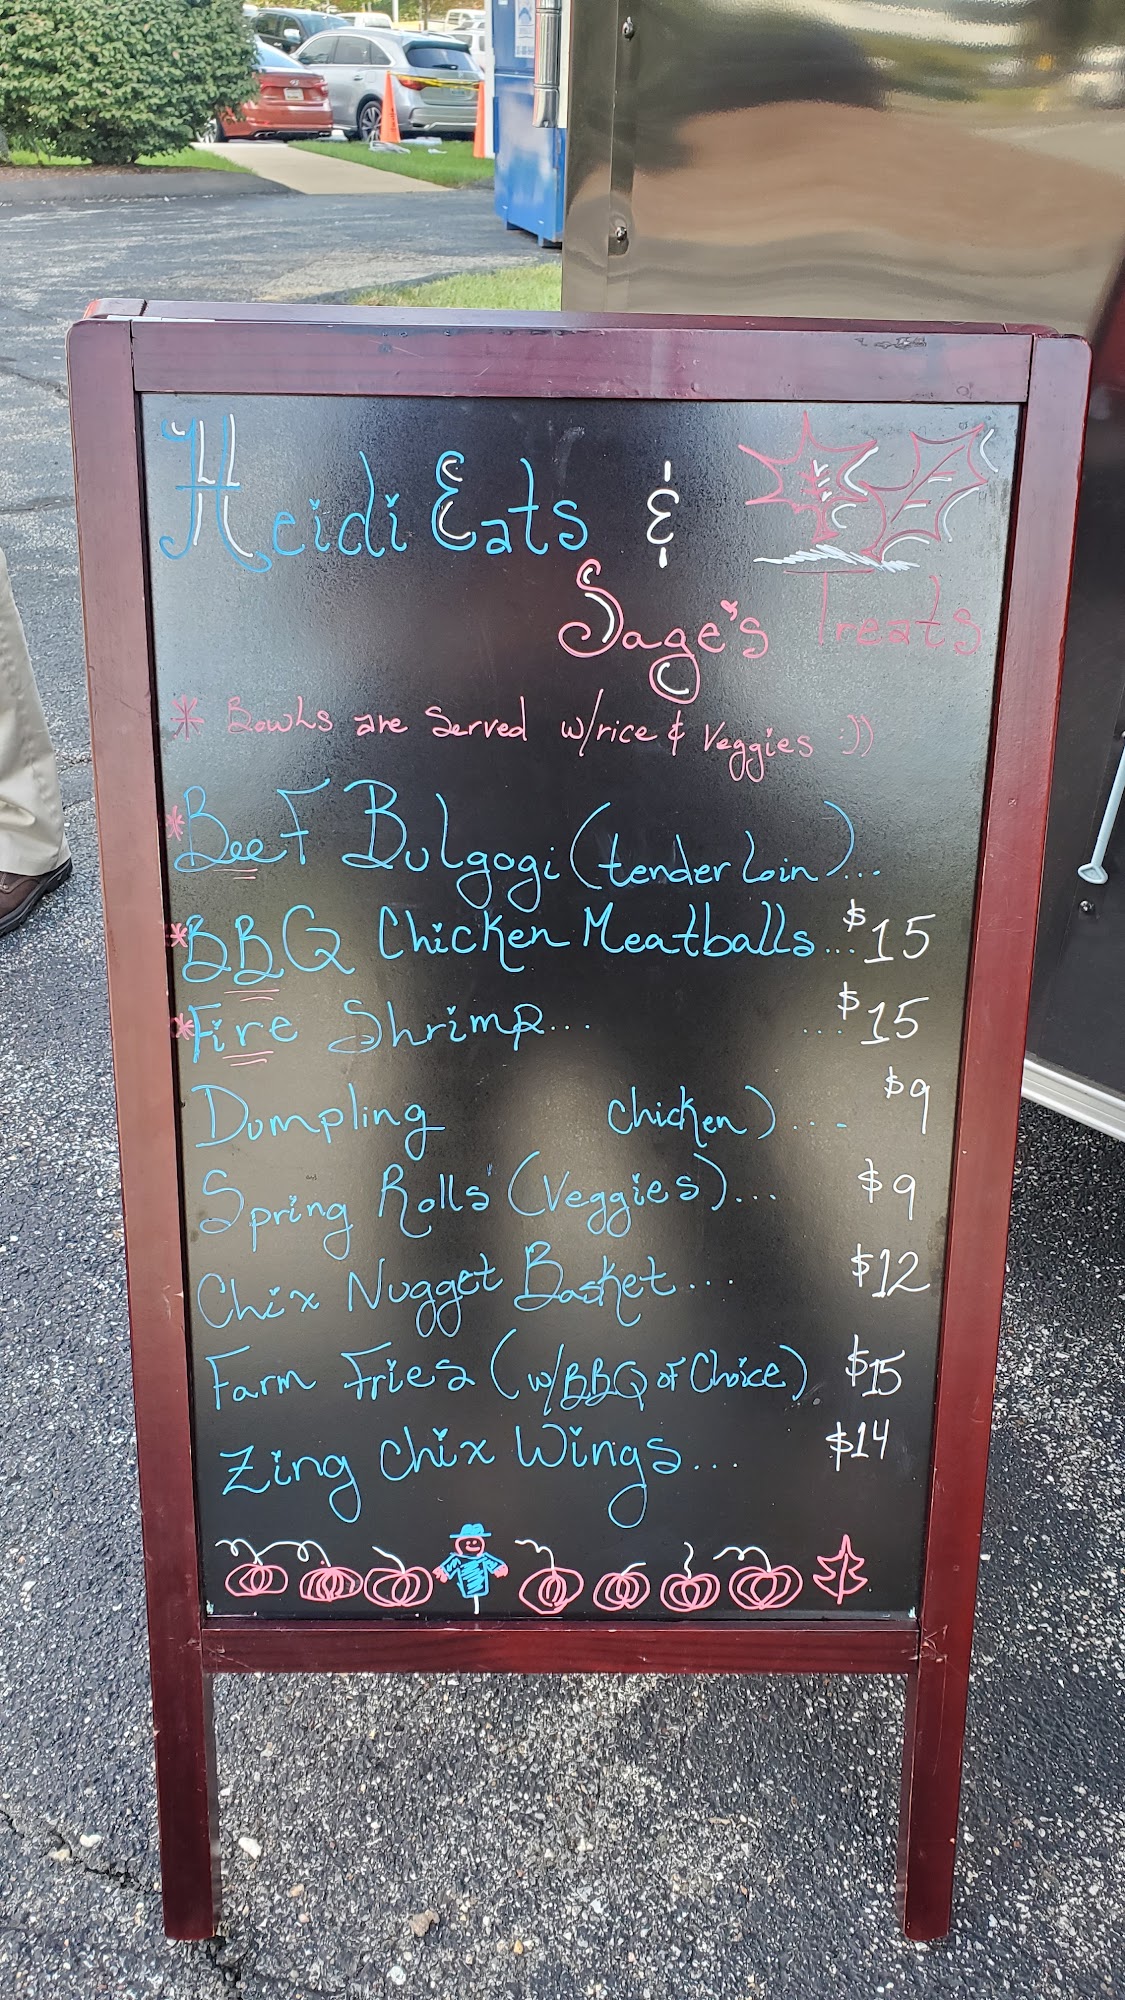 Heidi Eats &
Sage's Treats
* Bowls are Served w/rice & Veggies :))
* Beef Bulgogi (tender loin)...
* BBQ Chicken Meatballs... $15
* Fire Shrimp... ... $15
Dumpling chicken) ... $9
Spring Rolls (Veggies)... $9
Chix Nugget Basket... $12
Farm Fries (w/BBQ of Choice) $15
Zing Chix Wings... $14